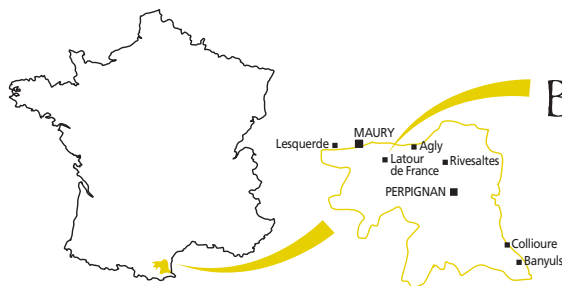 B
MAURY
Lesquerde
Agly
Latour
de France
Rivesaltes
PERPIGNAN
Collioure
Banyuls